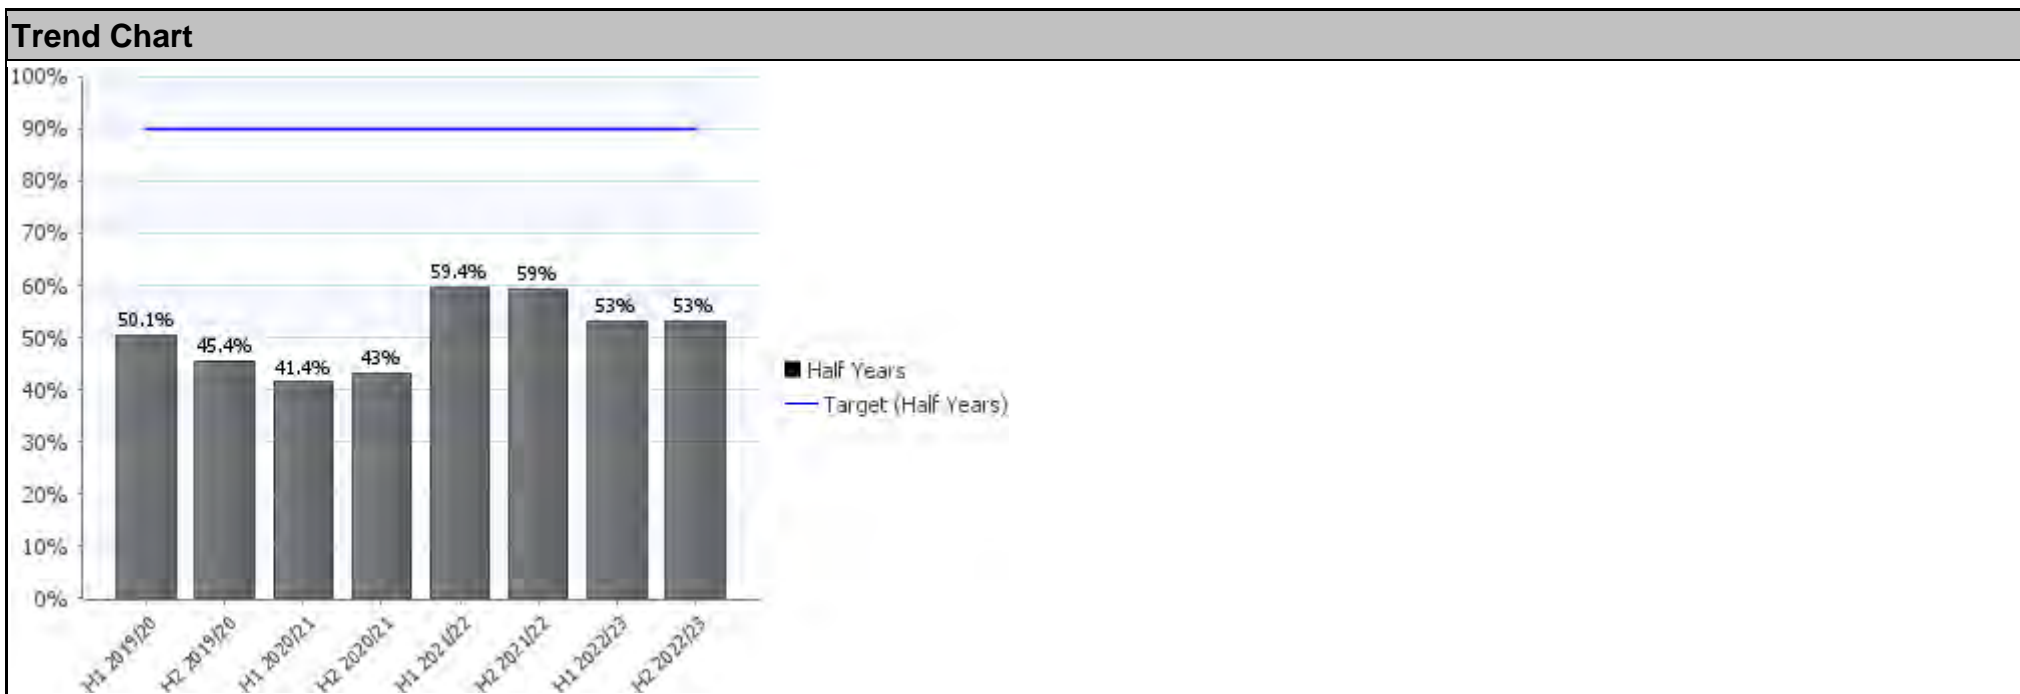 Trend Chart
100%
90%
80%
70%
60%
50%
40%
30%
20%
10%
0%
50.1%
45.4%
41.4%
43%
59.4%
59%
53%
53%
H1 2019/20
H2 2019/20
H1 2020/21
H2 2020/21
H1 2021/22
H2 2021/22
H1 2022/23
H2 2022/23
Half Years
Target (Half Years)